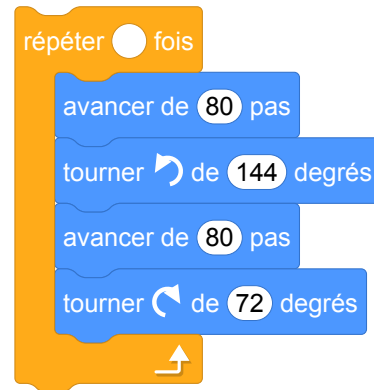 répéter fois
avancer de 80 pas
tourner de 144 degrés
avancer de 80 pas
tourner de 72 degrés